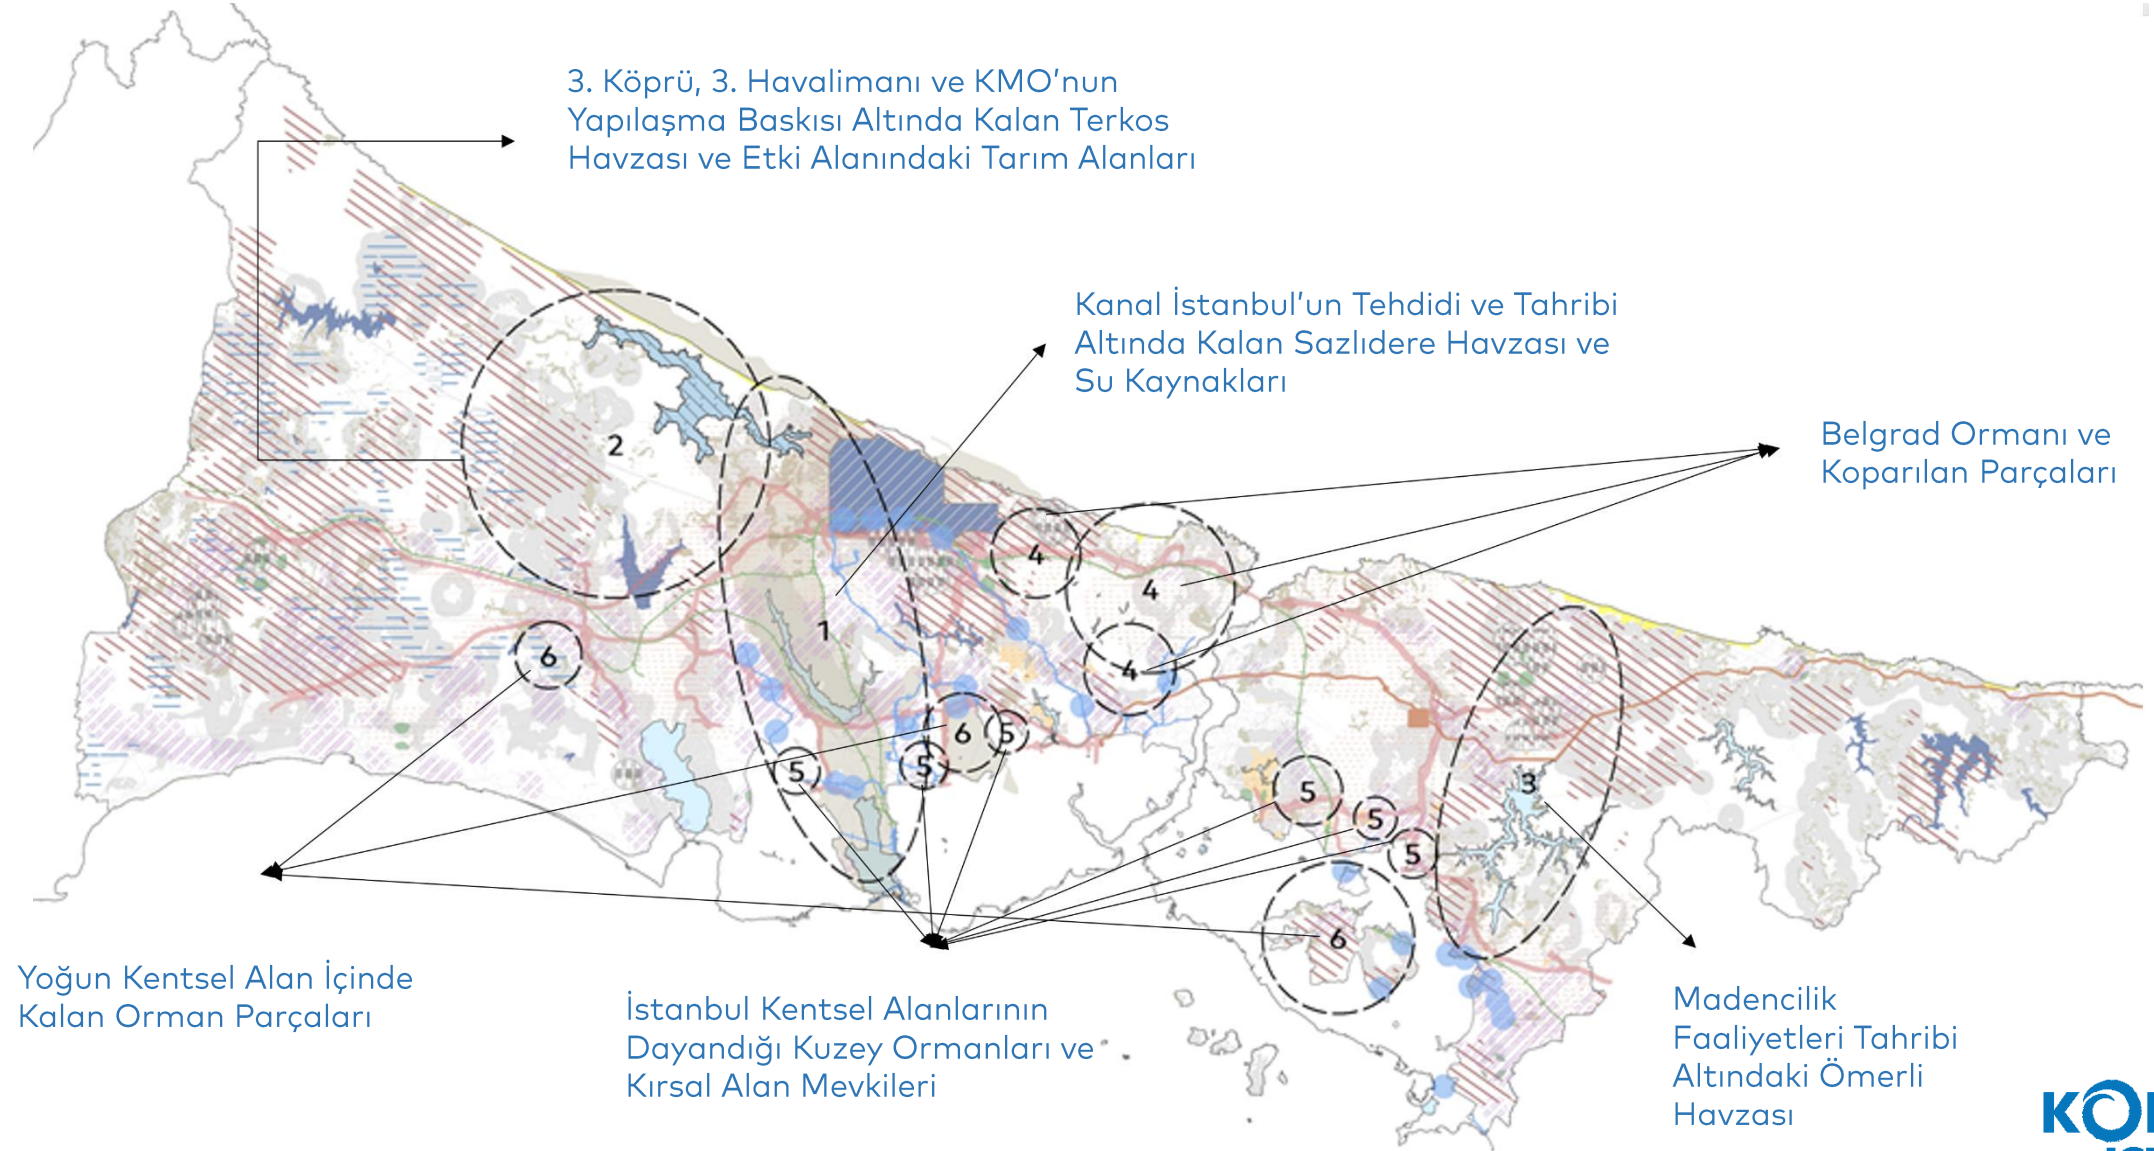 3. Köprü, 3. Havalimanı ve KMO’nun
Yapılaşma Baskısı Altında Kalan Terkos
Havzası ve Etki Alanındaki Tarım Alanları
Kanal İstanbul’un Tehdidi ve Tahribi
Altında Kalan Sazlıdere Havzası ve
Su Kaynakları
Belgrad Ormanı ve
Koparılan Parçaları
2
4
4
1
6
4
6
5
5
5
3
5
5
5
6
Yoğun Kentsel Alan İçinde
Kalan Orman Parçaları
İstanbul Kentsel Alanlarının
Dayandığı Kuzey Ormanları ve
Kırsal Alan Mevkileri
Madencilik
Faaliyetleri Tahribi
Altındaki Ömerli
Havzası